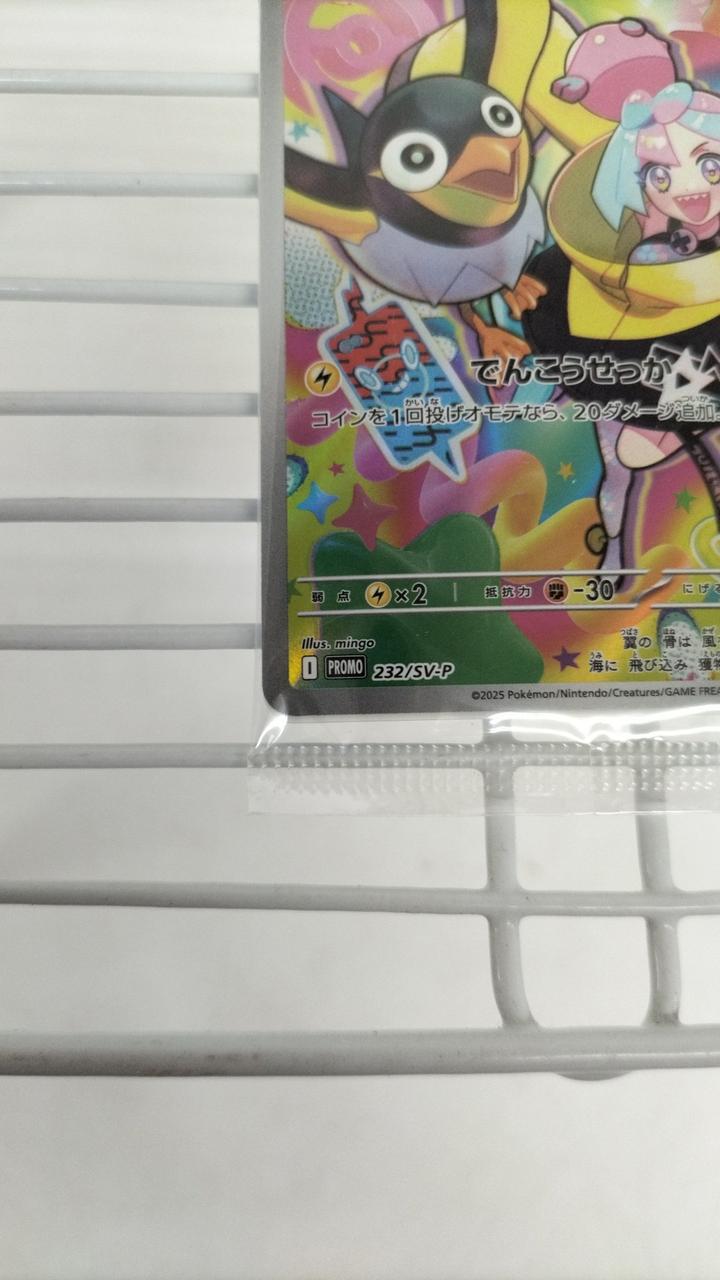 でんこうせっか
コインを1回投げオモテなら、20ダメージ追加。
弱点 ×2 抵抗力 -30 にげ
Illus. mingo
翼の骨は 風
I PROMO 232/SV-P
海に 飛び込み 獲物
©2025 Pokémon/Nintendo/Creatures/GAME FREA